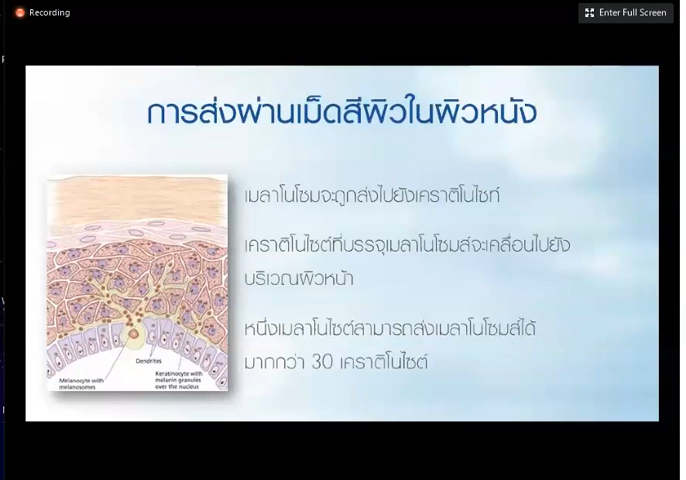 Recording
Enter Full Screen
การส่งผ่านเม็ดสีผิวในผิวหนัง
เมลาโนโซมจะถูกส่งไปยังเคราติโนไซท์
เคราติโนไซต์ที่บรรจุเมลาโนโซมส์จะเคลื่อนไปยัง
บริเวณผิวหน้า
หนึ่งเมลาโนไซต์สามารถส่งเมลาโนโซมส์ได้
มากกว่า 30 เคราติโนไซต์
Dendrites
Melanocyte with
melanosomes
Keratinocyte with
melanin granules
over the nucleus